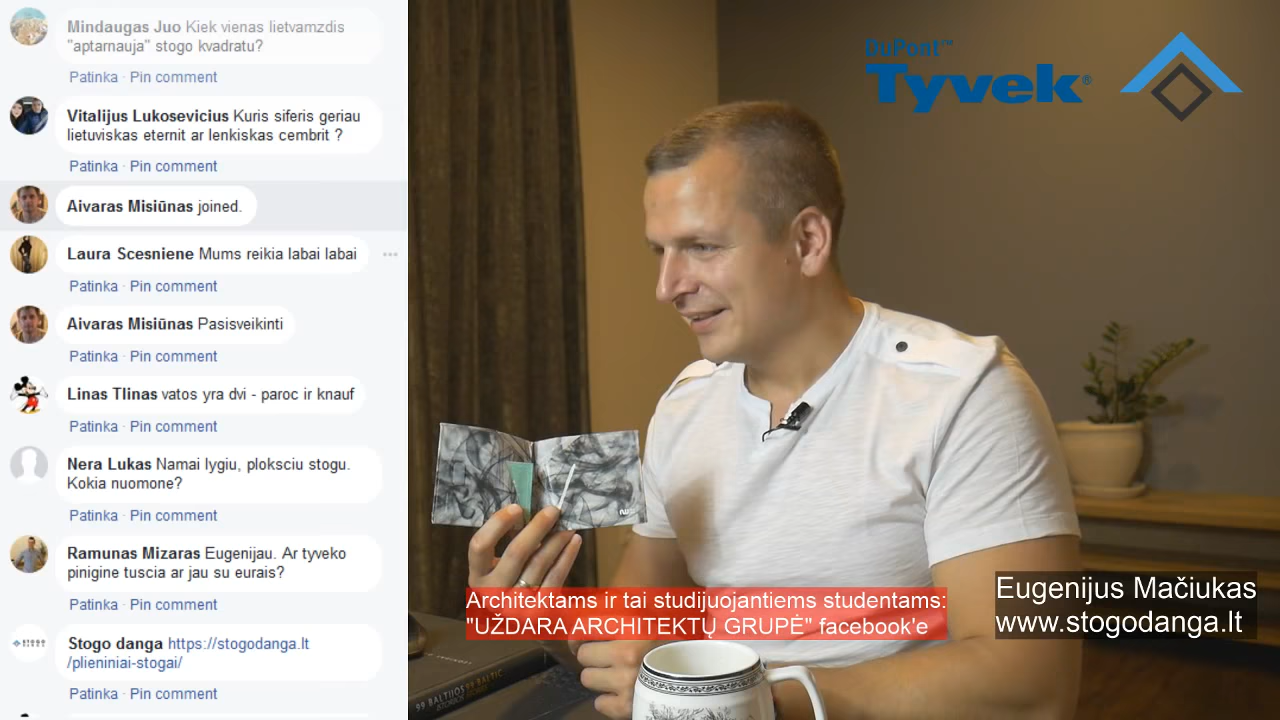 Mindaugas Juo Kiek vienas lietvamzdis
"aptarnauja" stogo kvadratu?
Patinka · Pin comment
Vitalijus Lukosevicius Kuris siferis geriau
lietuviskas eternit ar lenkiskas cembrit ?
Patinka · Pin comment
Aivaras Misiūnas joined.
Laura Scesniene Mums reikia labai labai
Patinka · Pin comment
Aivaras Misiūnas Pasisveikinti
Patinka · Pin comment
Linas Tlinas vatos yra dvi - paroc ir knauf
Patinka · Pin comment
Nera Lukas Namai lygiu, ploksciu stogu.
Kokia nuomone?
Patinka · Pin comment
Ramunas Mizaras Eugenijau. Ar tyveko
pinigine tuscia ar jau su eurais?
Patinka · Pin comment
Stogo danga https://stogodanga.lt
/plieniniai-stogai/
Patinka · Pin comment
DuPont™
Tyvek®
Architektams ir tai studijuojantiems studentams:
"UŽDARA ARCHITEKTŲ GRUPĖ" facebook'e
Eugenijus Mačiukas
www.stogodanga.lt
99 BALTIJOS